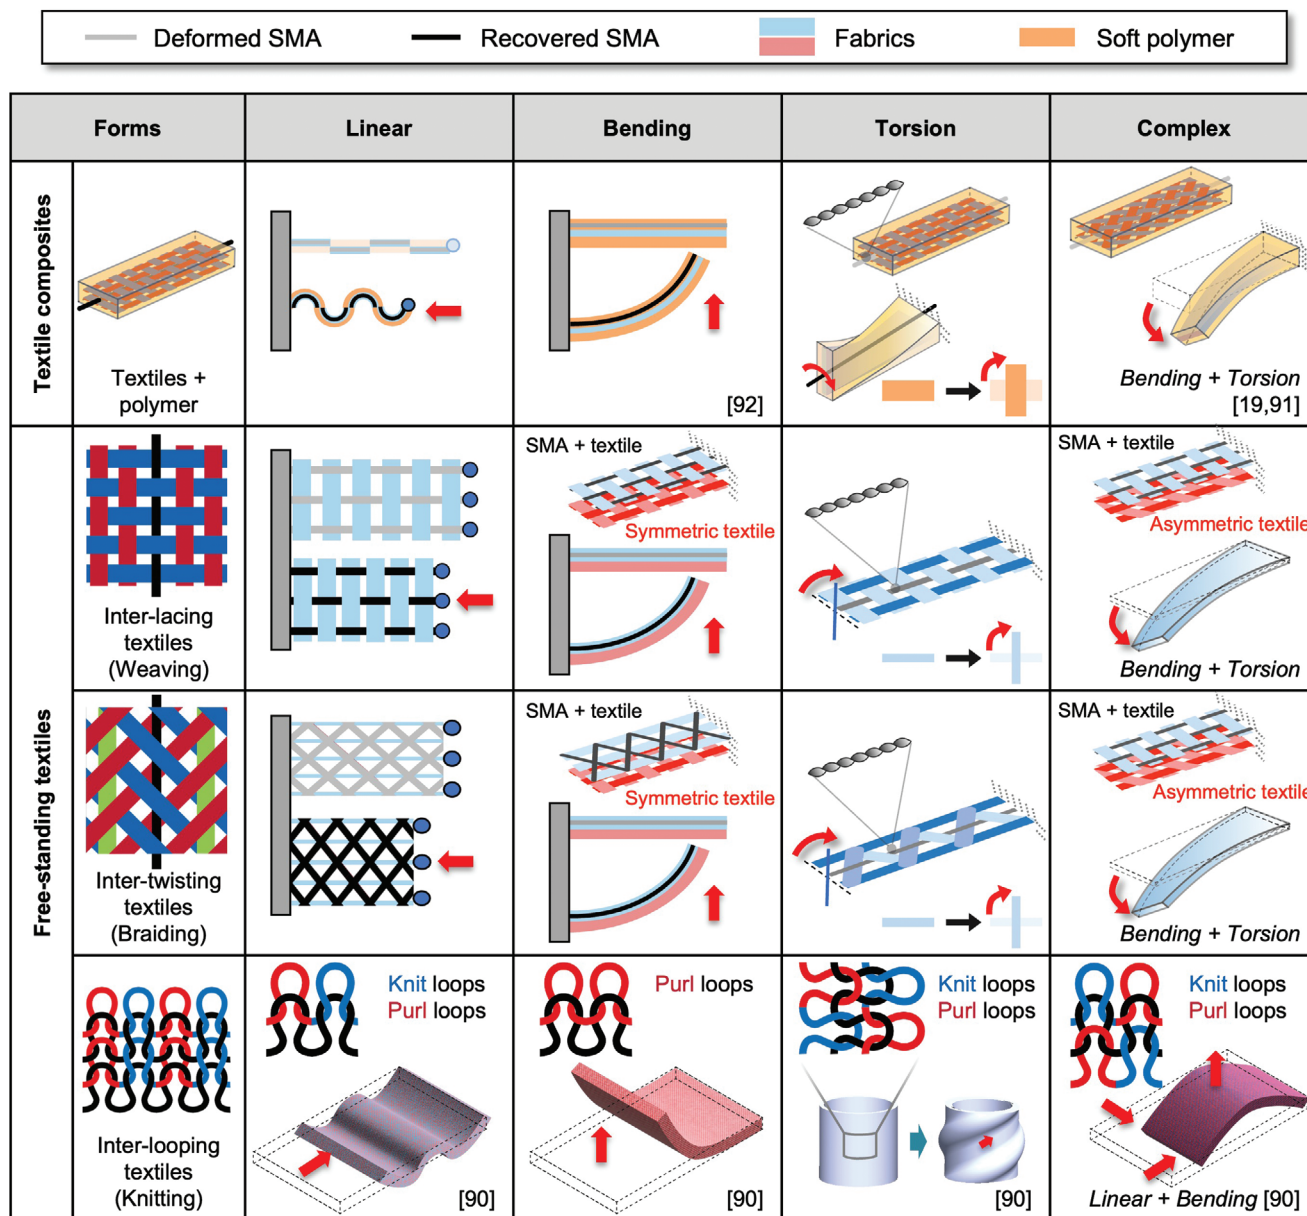 Deformed SMA
Recovered SMA
Fabrics
Soft polymer
Forms
Linear
Bending
Torsion
Complex
Textile composites
Textiles +
polymer
[92]
Bending + Torsion
[19,91]
Free-standing textiles
Inter-lacing
textiles
(Weaving)
SMA + textile
Symmetric textile
SMA + textile
Asymmetric textile
Bending + Torsion
Inter-twisting
textiles
(Braiding)
SMA + textile
Symmetric textile
SMA + textile
Asymmetric textile
Bending + Torsion
Inter-looping
textiles
(Knitting)
Knit loops
Purl loops
[90]
Purl loops
[90]
Knit loops
Purl loops
[90]
Knit loops
Purl loops
Linear + Bending [90]